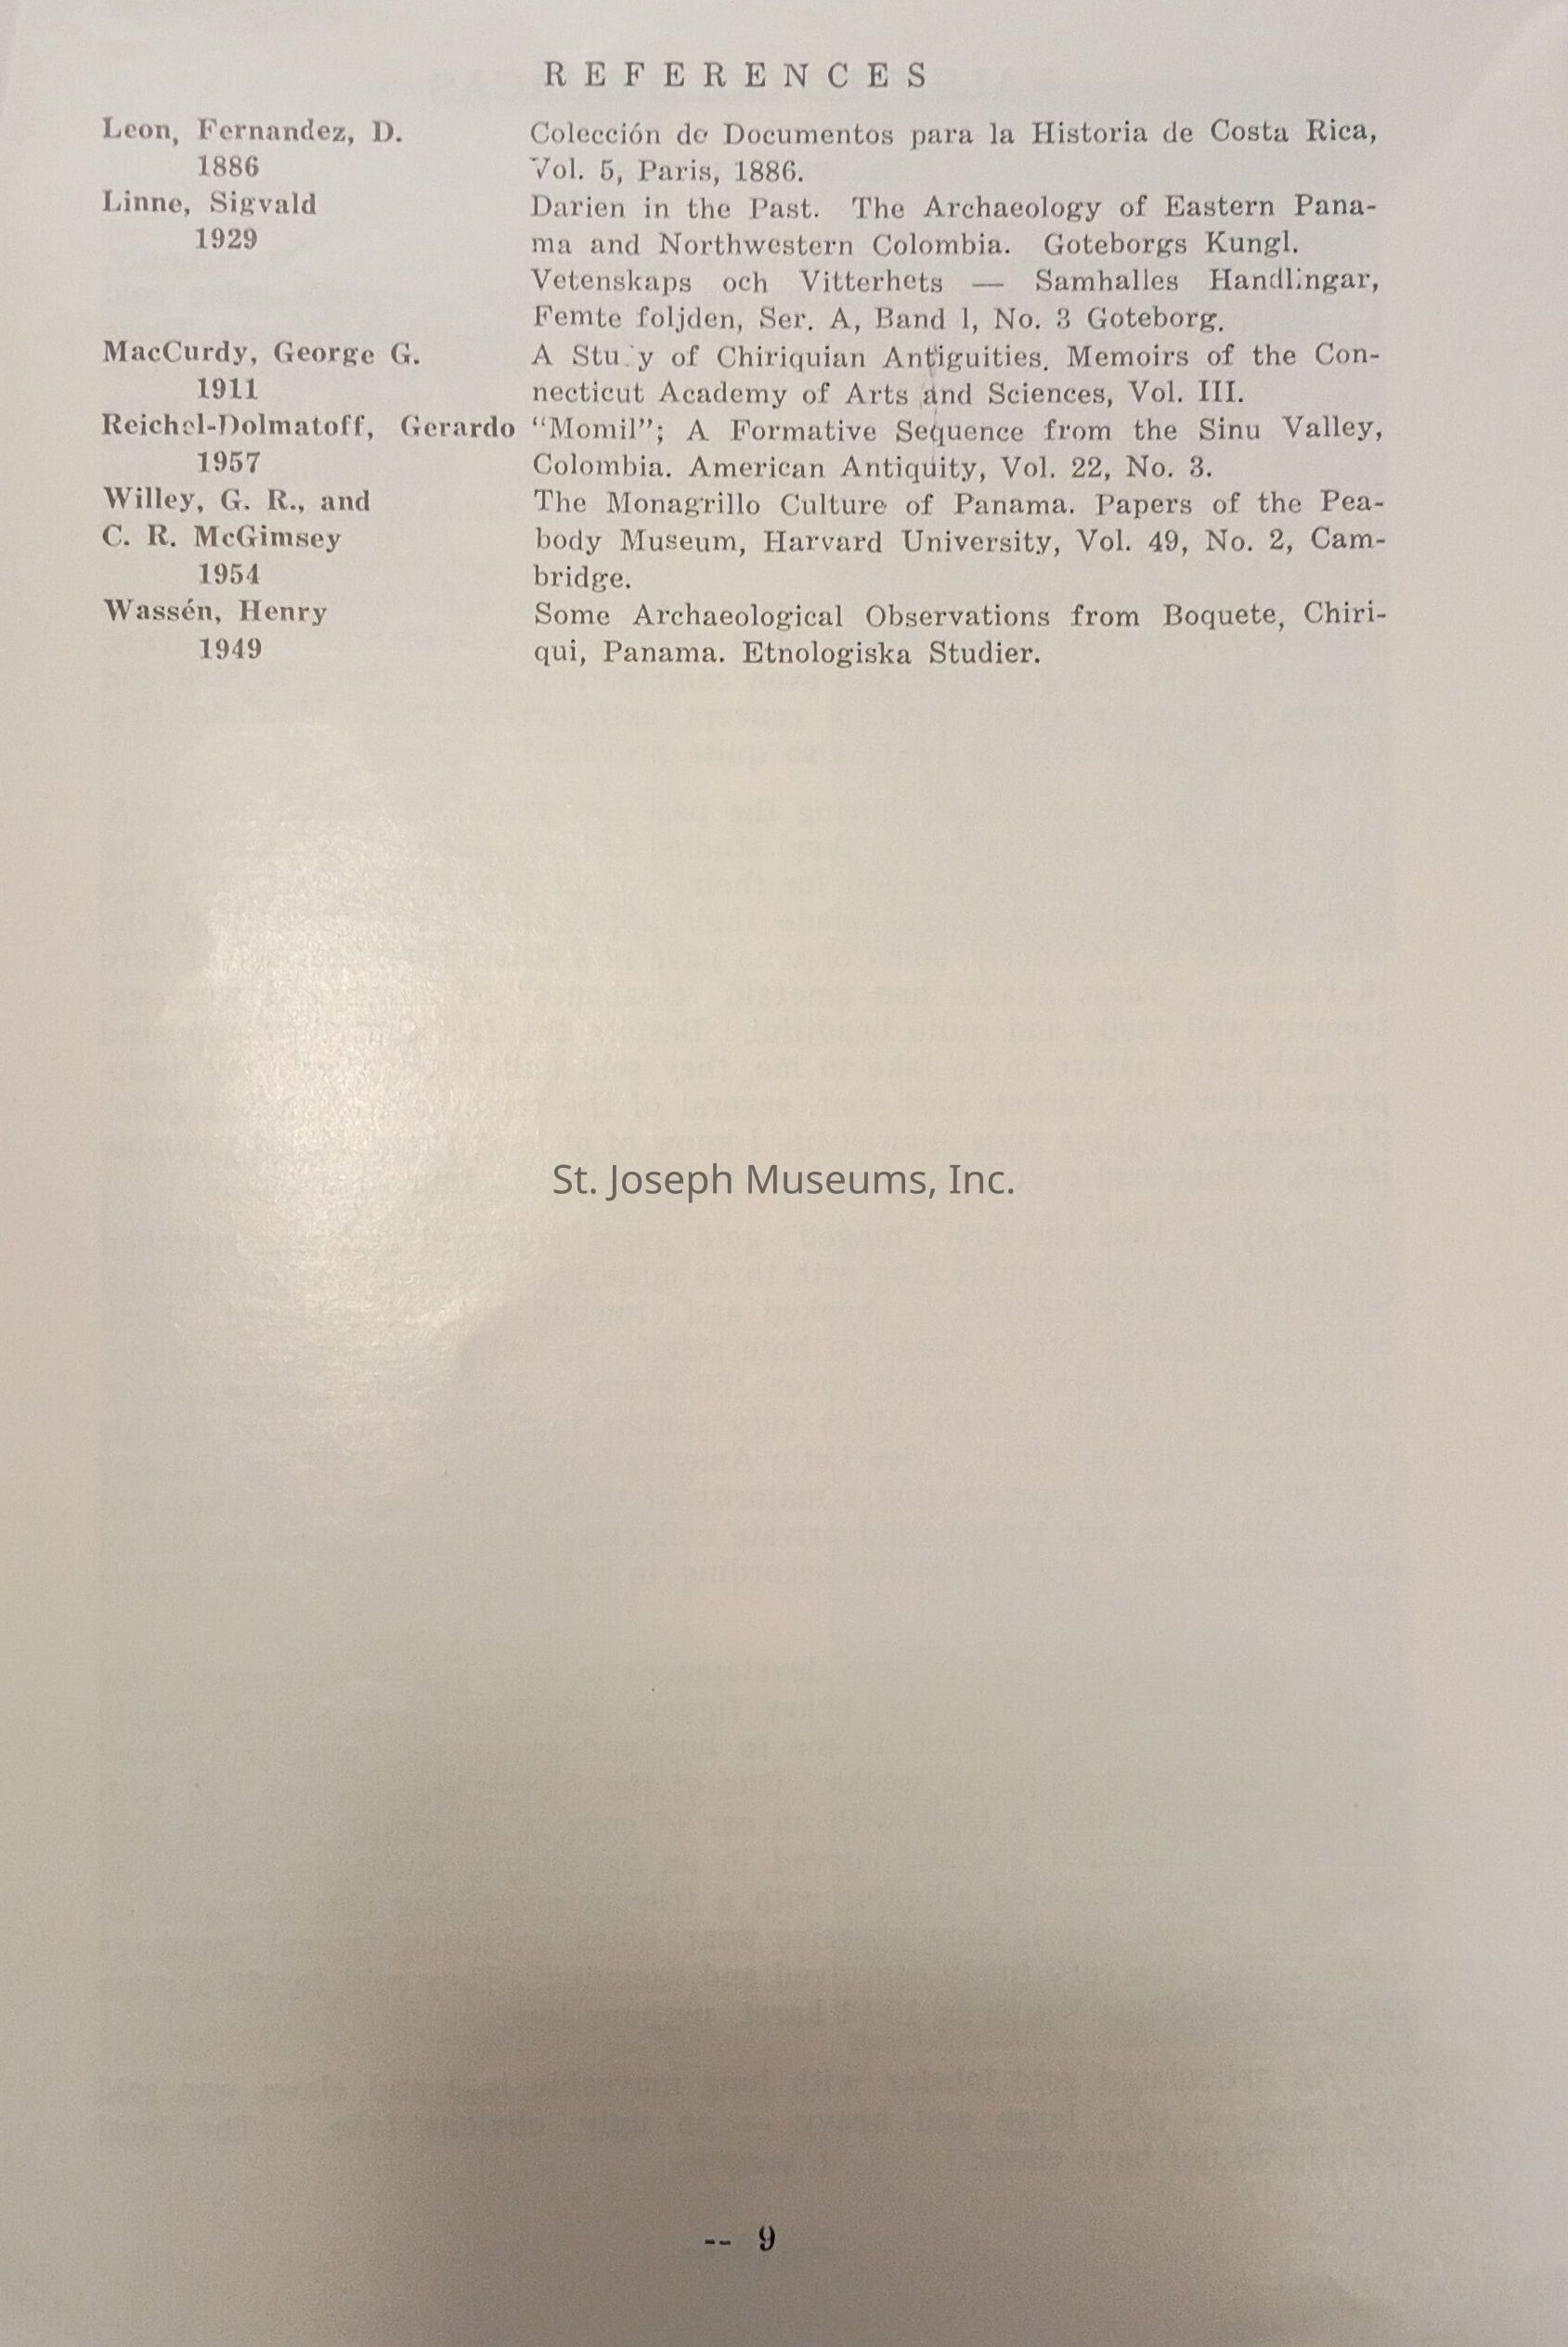 REFERENCES
Leon, Fernandez, D. Colección de Documentos para la Historia de Costa Rica,
1886 Vol. 5, Paris, 1886.
Linne, Sigvald Darien in the Past. The Archaeology of Eastern Pana-
1929 ma and Northwestern Colombia. Goteborgs Kungl.
Vetenskaps och Vitterhets — Samhalles Handlingar,
Femte foljden, Ser. A, Band 1, No. 3 Goteborg.
MacCurdy, George G. A Stu y of Chiriquian Antiguities. Memoirs of the Con-
1911 necticut Academy of Arts and Sciences, Vol. III.
Reichel-Dolmatoff, Gerardo "Momil"; A Formative Sequence from the Sinu Valley,
1957 Colombia. American Antiquity, Vol. 22, No. 3.
Willey, G. R., and The Monagrillo Culture of Panama. Papers of the Pea-
C. R. McGimsey body Museum, Harvard University, Vol. 49, No. 2, Cam-
1954 bridge.
Wassén, Henry Some Archaeological Observations from Boquete, Chiri-
1949 qui, Panama. Etnologiska Studier.
St. Joseph Museums, Inc.
-- 9